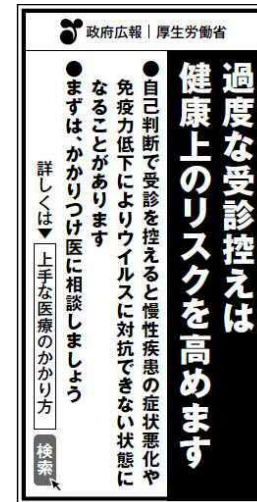 政府広報｜厚生労働省
過度な受診控えは
健康上のリスクを高めます
●自己判断で受診を控えると慢性疾患の症状悪化や
免疫力低下によりウイルスに対抗できない状態に
なることがあります
●まずは、かかりつけ医に相談しましょう
詳しくは▼ 上手な医療のかかり方 検索